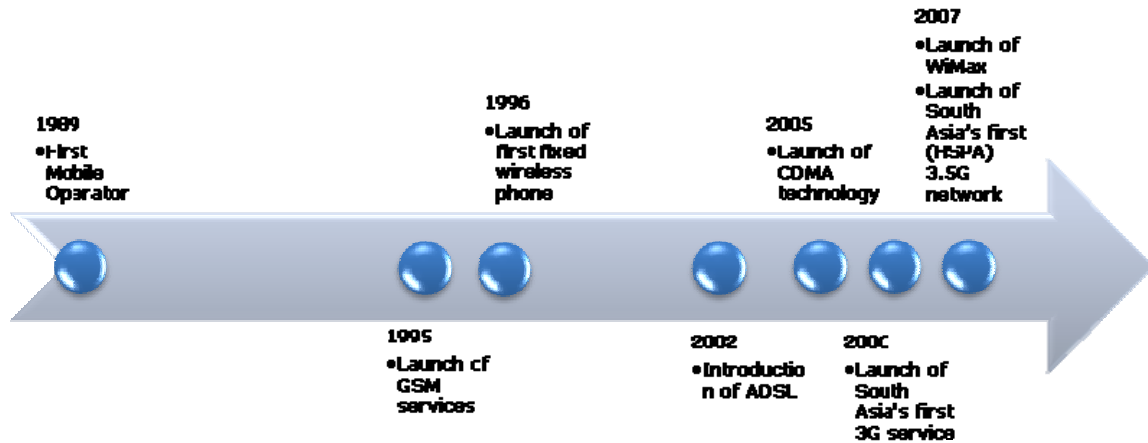 1989
•First
Mobile
Operator
1995
•Launch of
GSM
services
1996
•Launch of
first fixed
wireless
phone
2002
•Introductio
n of ADSL
2005
•Launch of
CDMA
technology
2006
•Launch of
South
Asia's first
3G service
2007
•Launch of
WiMax
•Launch of
South
Asia's first
(HSPA)
3.5G
network